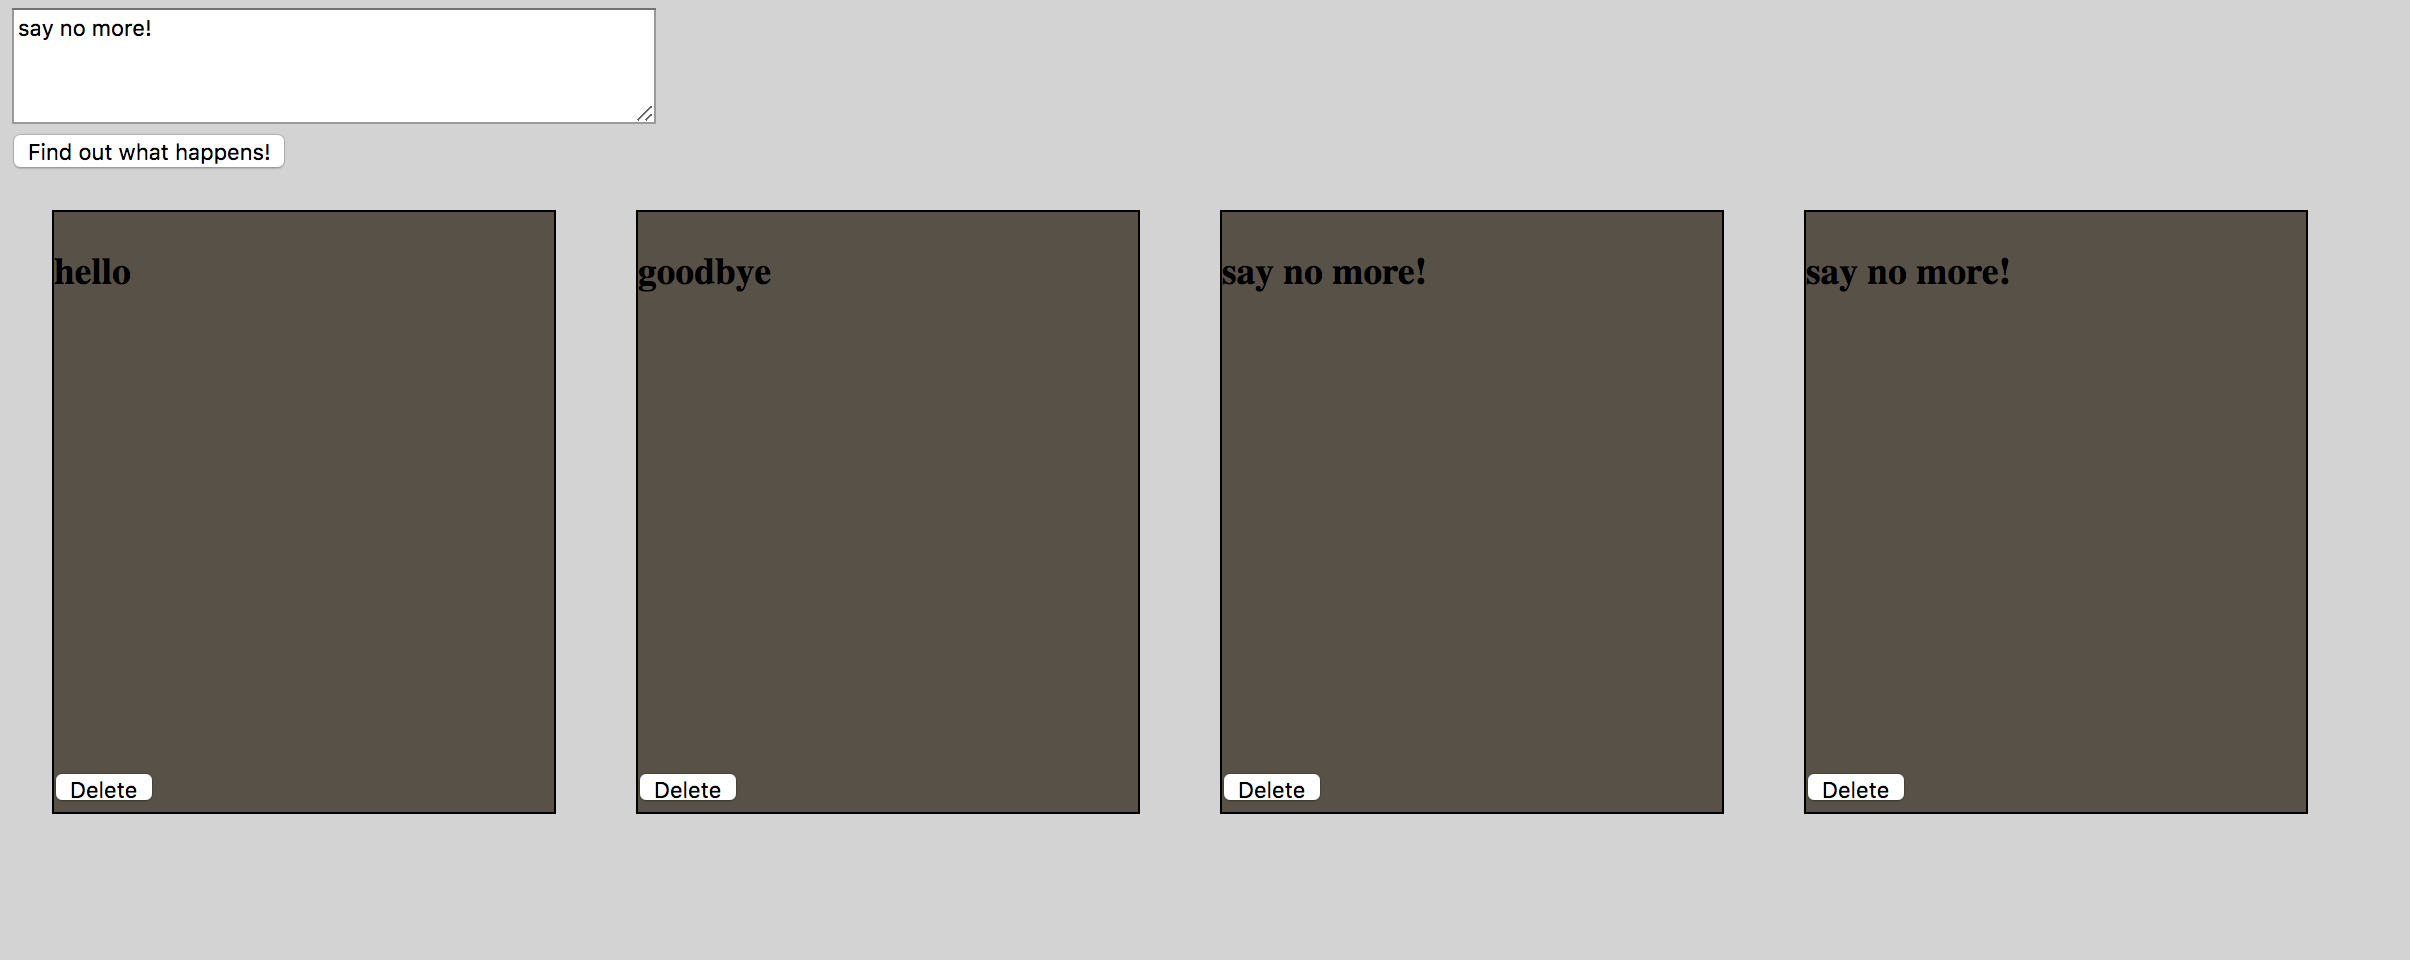 say no more!
Find out what happens!
hello
goodbye
say no more!
say no more!
Delete
Delete
Delete
Delete